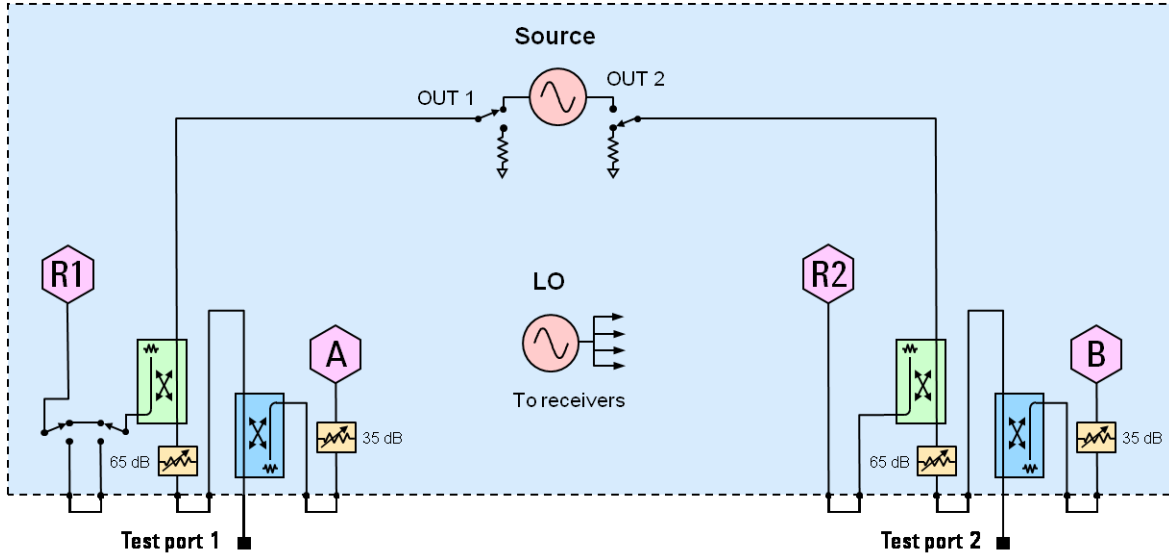 Source
OUT 1
OUT 2
R1
A
LO
To receivers
R2
B
65 dB
35 dB
65 dB
35 dB
Test port 1
Test port 2